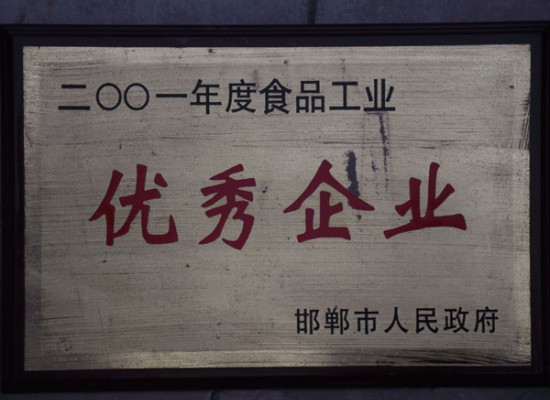 二〇〇一年度食品工业
优秀企业
邯郸市人民政府